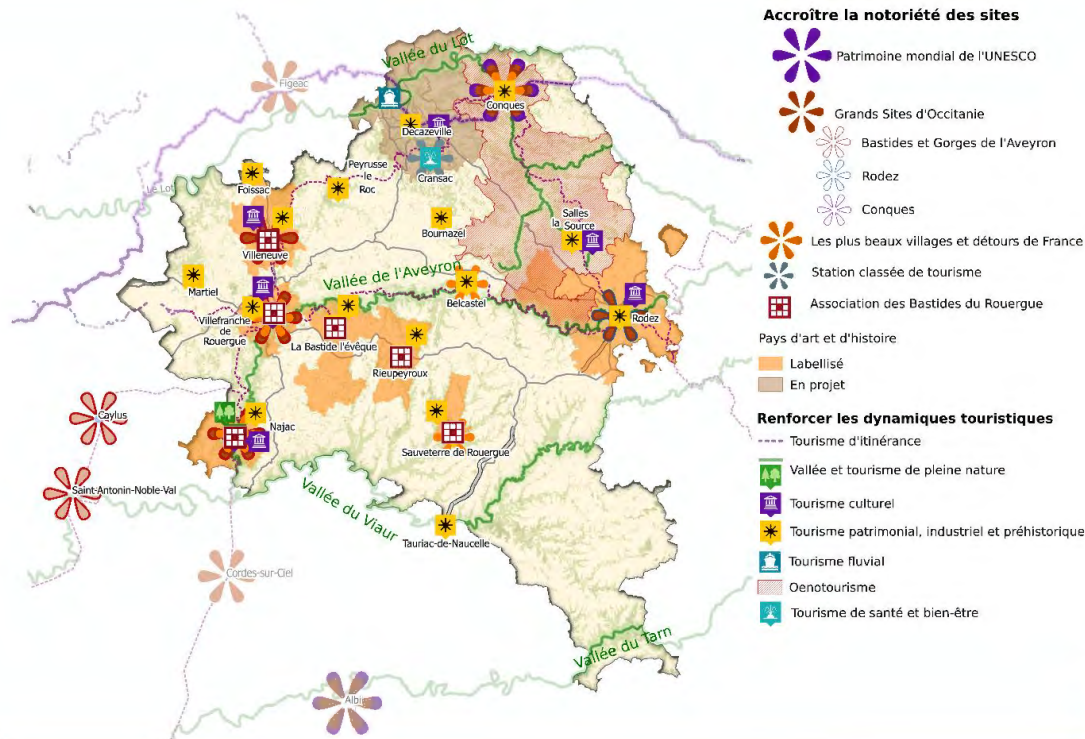 Vallée du Lot
Figeac
Conques
Decazeville
Cransac
Peyrusse
le
Roc
Foissac
Le Lot
Bournazel
Salles
la Source
Villeneuve
Martiel
Vallée de l'Aveyron
Belcastel
Rodez
Villefranche
de
Rouergue
La Bastide l'évêque
Rieupeyroux
Caylus
Najac
Sauveterre de Rouergue
Saint-Antonin-Noble-Val
Vallée du Viaur
Tauriac-de-Naucelle
Cordes-sur-Ciel
Vallée du Tarn
Albi
Accroître la notoriété des sites
Patrimoine mondial de l'UNESCO
Grands Sites d'Occitanie
Bastides et Gorges de l'Aveyron
Rodez
Conques
Les plus beaux villages et détours de France
Station classée de tourisme
Association des Bastides du Rouergue
Pays d'art et d'histoire
Labellisé
En projet
Renforcer les dynamiques touristiques
Tourisme d'itinérance
Vallée et tourisme de pleine nature
Tourisme culturel
Tourisme patrimonial, industriel et préhistorique
Tourisme fluvial
Oenotourisme
Tourisme de santé et bien-être